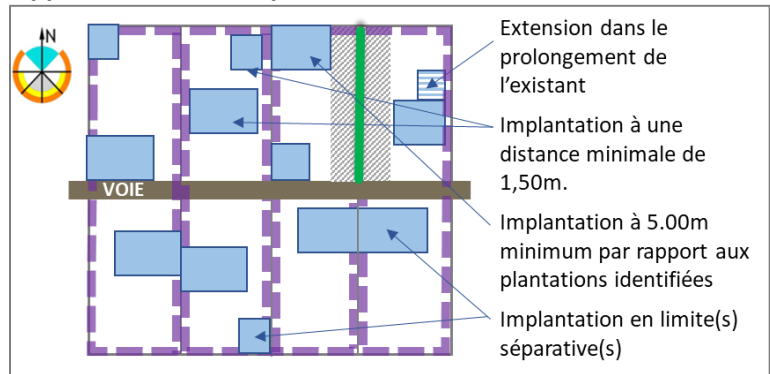 N
Extension dans le
prolongement de
l'existant
Implantation à une
distance minimale de
1,50m.
VOIE
Implantation à 5.00m
minimum par rapport aux
plantations identifiées
Implantation en limite(s)
séparative(s)